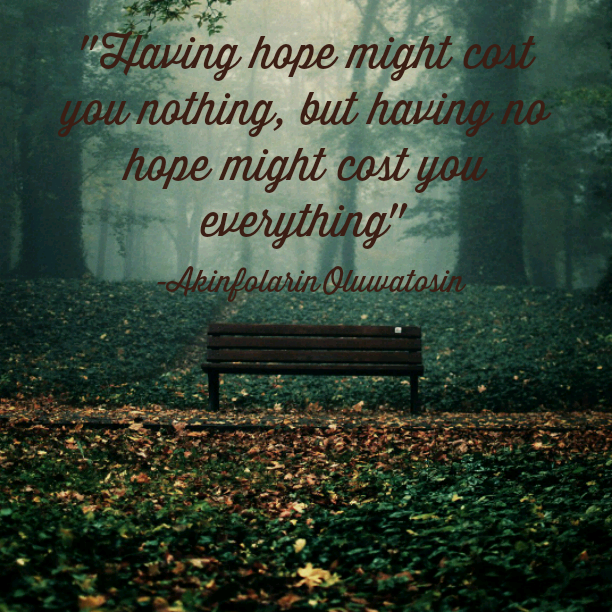 "Having hope might cost
you nothing, but having no
hope might cost you
everything"
-Akinfolarin Oluwatosin